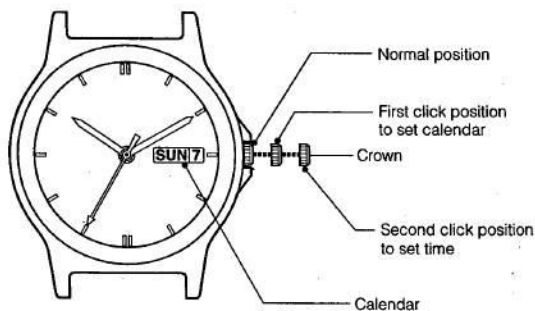 Normal position
First click position
to set calendar
SUN 7
Crown
Second click position
to set time
Calendar